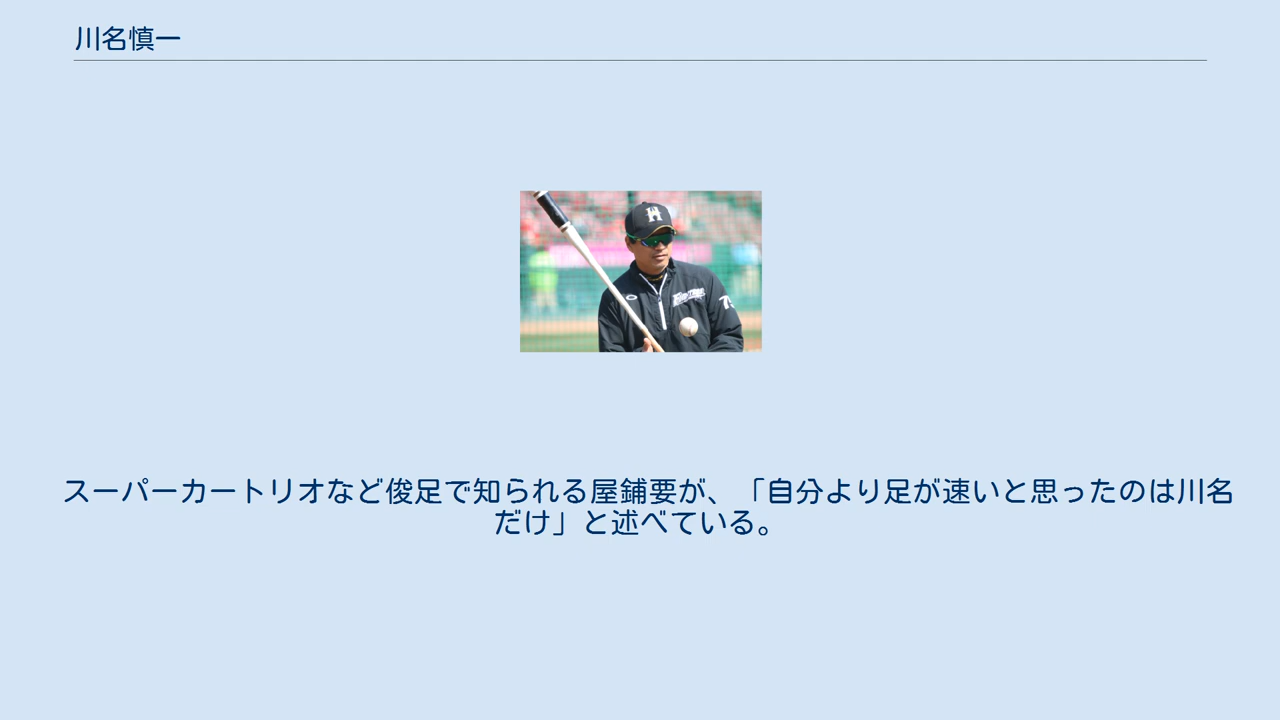 川名慎一
スーパーカートリオなど俊足で知られる屋鋪要が、「自分より足が速いと思ったのは川名
だけ」と述べている。